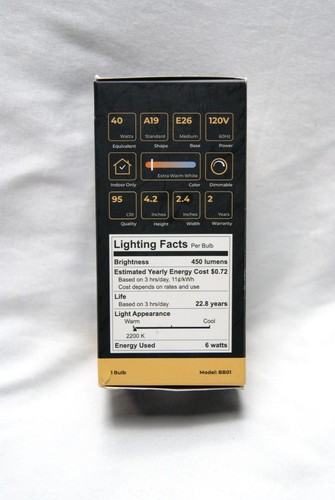 40 A19 E26 120V
Watts Standard Medium 60Hz
Equivalent Shape Base Power
Extra Warm White
Indoor Only Color Dimmable
95 4.2 2.4 2
CRI Inches Inches Years
Quality Height Width Warranty
Lighting Facts Per Bulb
Brightness 450 lumens
Estimated Yearly Energy Cost $0.72
Based on 3 hrs/day, 11¢/kWh
Cost depends on rates and use
Life
Based on 3 hrs/day 22.8 years
Light Appearance
Warm Cool
2200 K
Energy Used 6 watts
1 Bulb Model: BB01